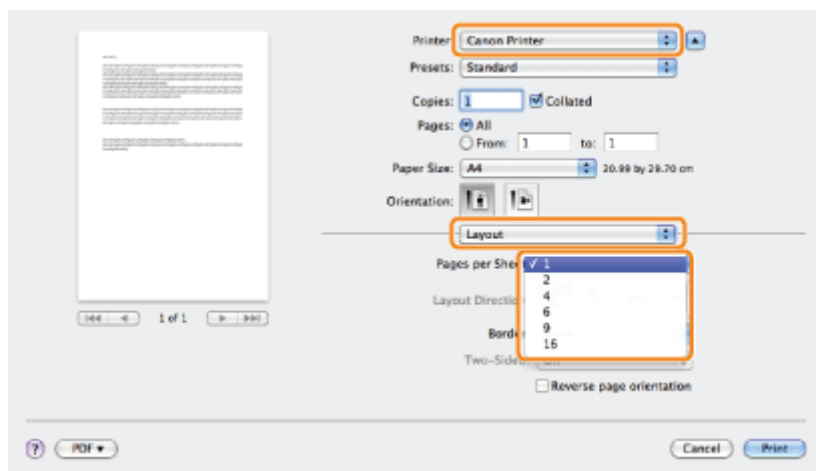 Printer: Canon Printer
Presets: Standard
Copies: 1 Collated
Pages: All
From: 1 to: 1
Paper Size: A4 20.99 by 29.70 cm
Orientation:
Layout
Pages per She ✓ 1
2
Layout Directio 4
6
Bord 9
16
Two-Side
Reverse page orientation
1 of 1
? PDF ▾ Cancel Print